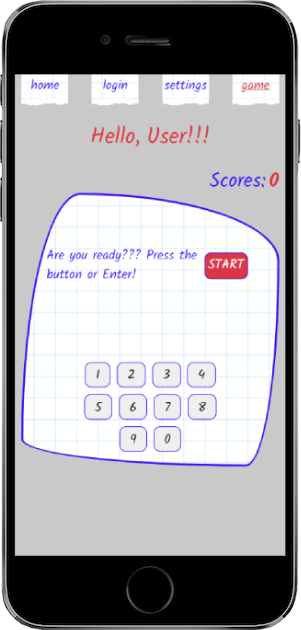 home login settings game
Hello, User!!!
Scores: 0
Are you ready??? Press the
button or Enter!
START
1 2 3 4
5 6 7 8
9 0